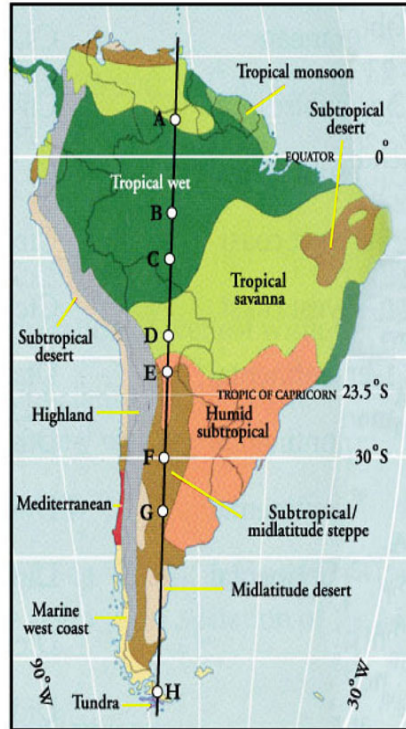 Tropical monsoon
A
Subtropical
desert
EQUATOR
0°
Tropical wet
B
C
Tropical
savanna
Subtropical
desert
D
E
TROPIC OF CAPRICORN
23.5°S
Highland
Humid
subtropical
F
30°S
Mediterranean
G
Subtropical/
midlatitude steppe
Midlatitude desert
Marine
west coast
H
Tundra
90°W
30°W